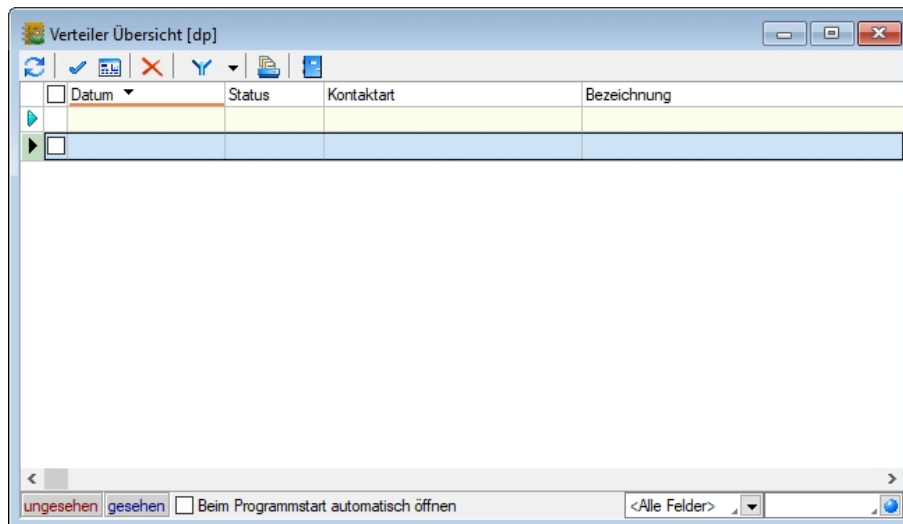 Verteiler Übersicht [dp]
Datum Status Kontaktart Bezeichnung
ungesehen gesehen Beim Programmstart automatisch öffnen <Alle Felder>